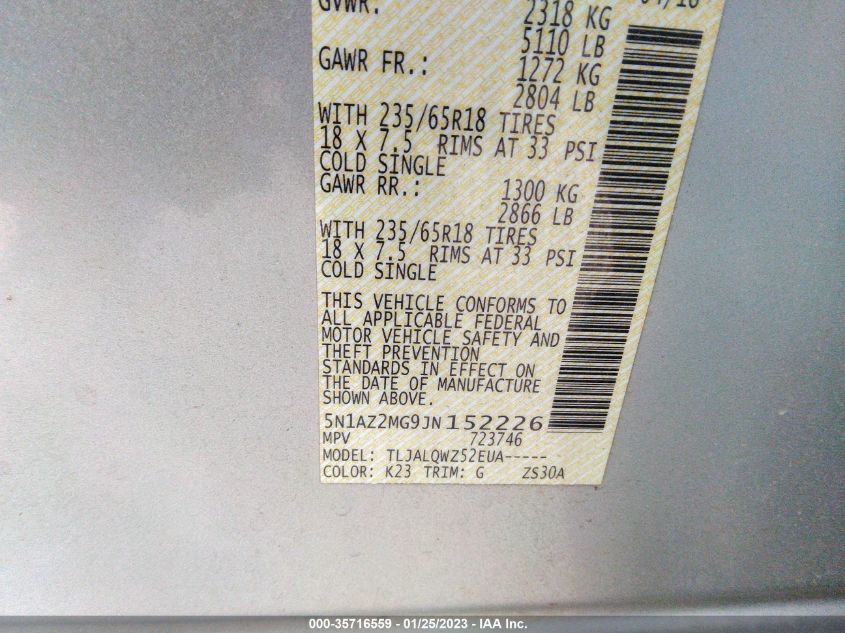 GVWR:
2318 KG
5110 LB
GAWR FR.:
1272 KG
2804 LB
WITH 235/65R18 TIRES
18 X 7.5 RIMS AT 33 PSI
COLD SINGLE
GAWR RR.:
1300 KG
2866 LB
WITH 235/65R18 TIRES
18 X 7.5 RIMS AT 33 PSI
COLD SINGLE
THIS VEHICLE CONFORMS TO
ALL APPLICABLE FEDERAL
MOTOR VEHICLE SAFETY AND
THEFT PREVENTION
STANDARDS IN EFFECT ON
THE DATE OF MANUFACTURE
SHOWN ABOVE.
5N1AZ2MG9JN152226
MPV 723746
MODEL: TLJALQWZ52EUA-----
COLOR: K23 TRIM: G ZS30A
000-35716559 - 01/25/2023 - IAA Inc.